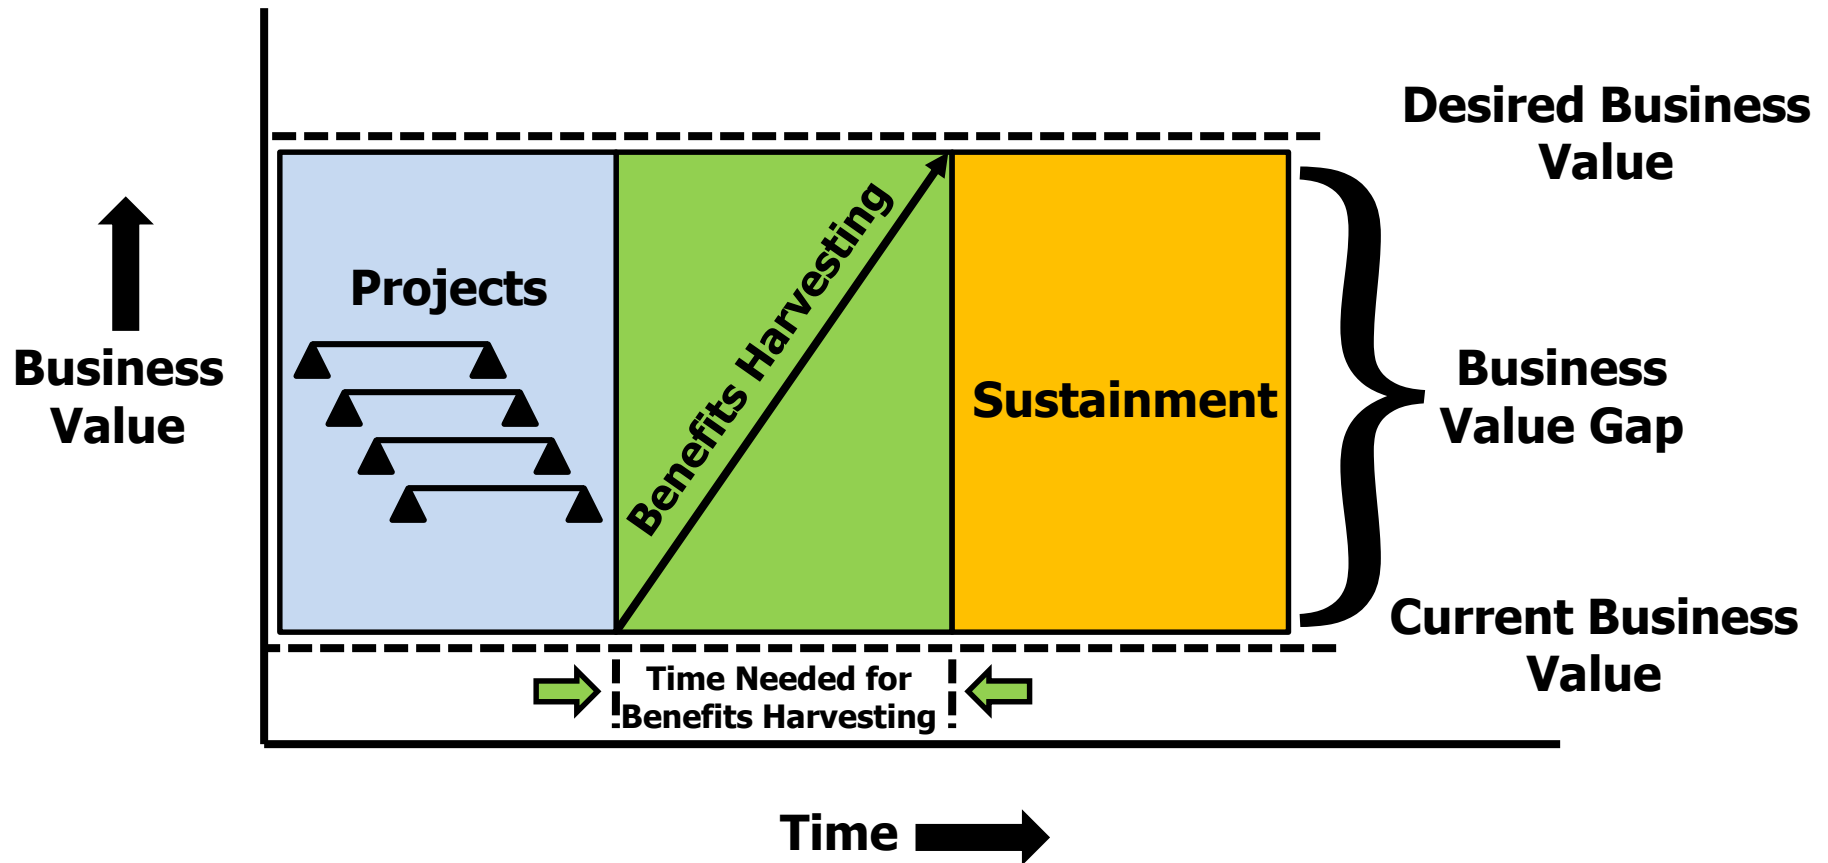 Desired Business
Value
Projects
Benefits Harvesting
Sustainment
Business
Value
Business
Value Gap
Current Business
Value
Time Needed for
Benefits Harvesting
Time